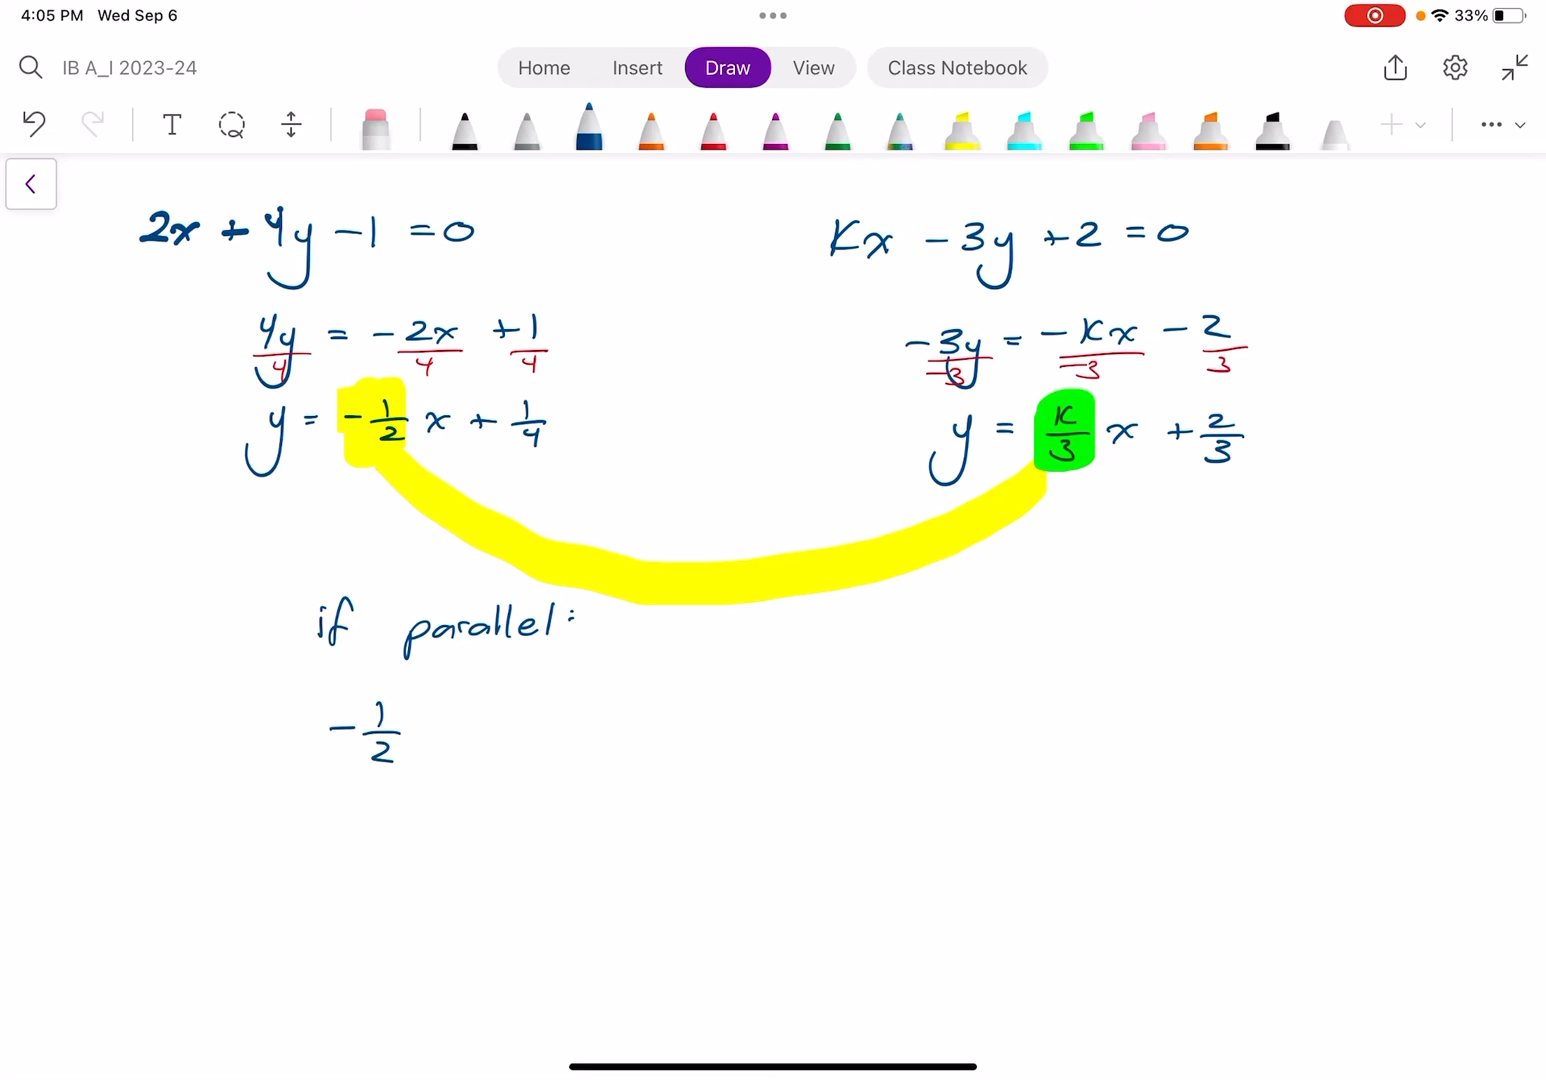 4:05 PM Wed Sep 6
33%
IB A_I 2023-24
Home Insert Draw View Class Notebook
T
2x + 4y - 1 = 0
4y = -2x + 1
4 4 4
y = -1/2 x + 1/4
Kx - 3y + 2 = 0
-3y = -Kx - 2
-3 -3 3
y = K/3 x + 2/3
if parallel:
-1/2